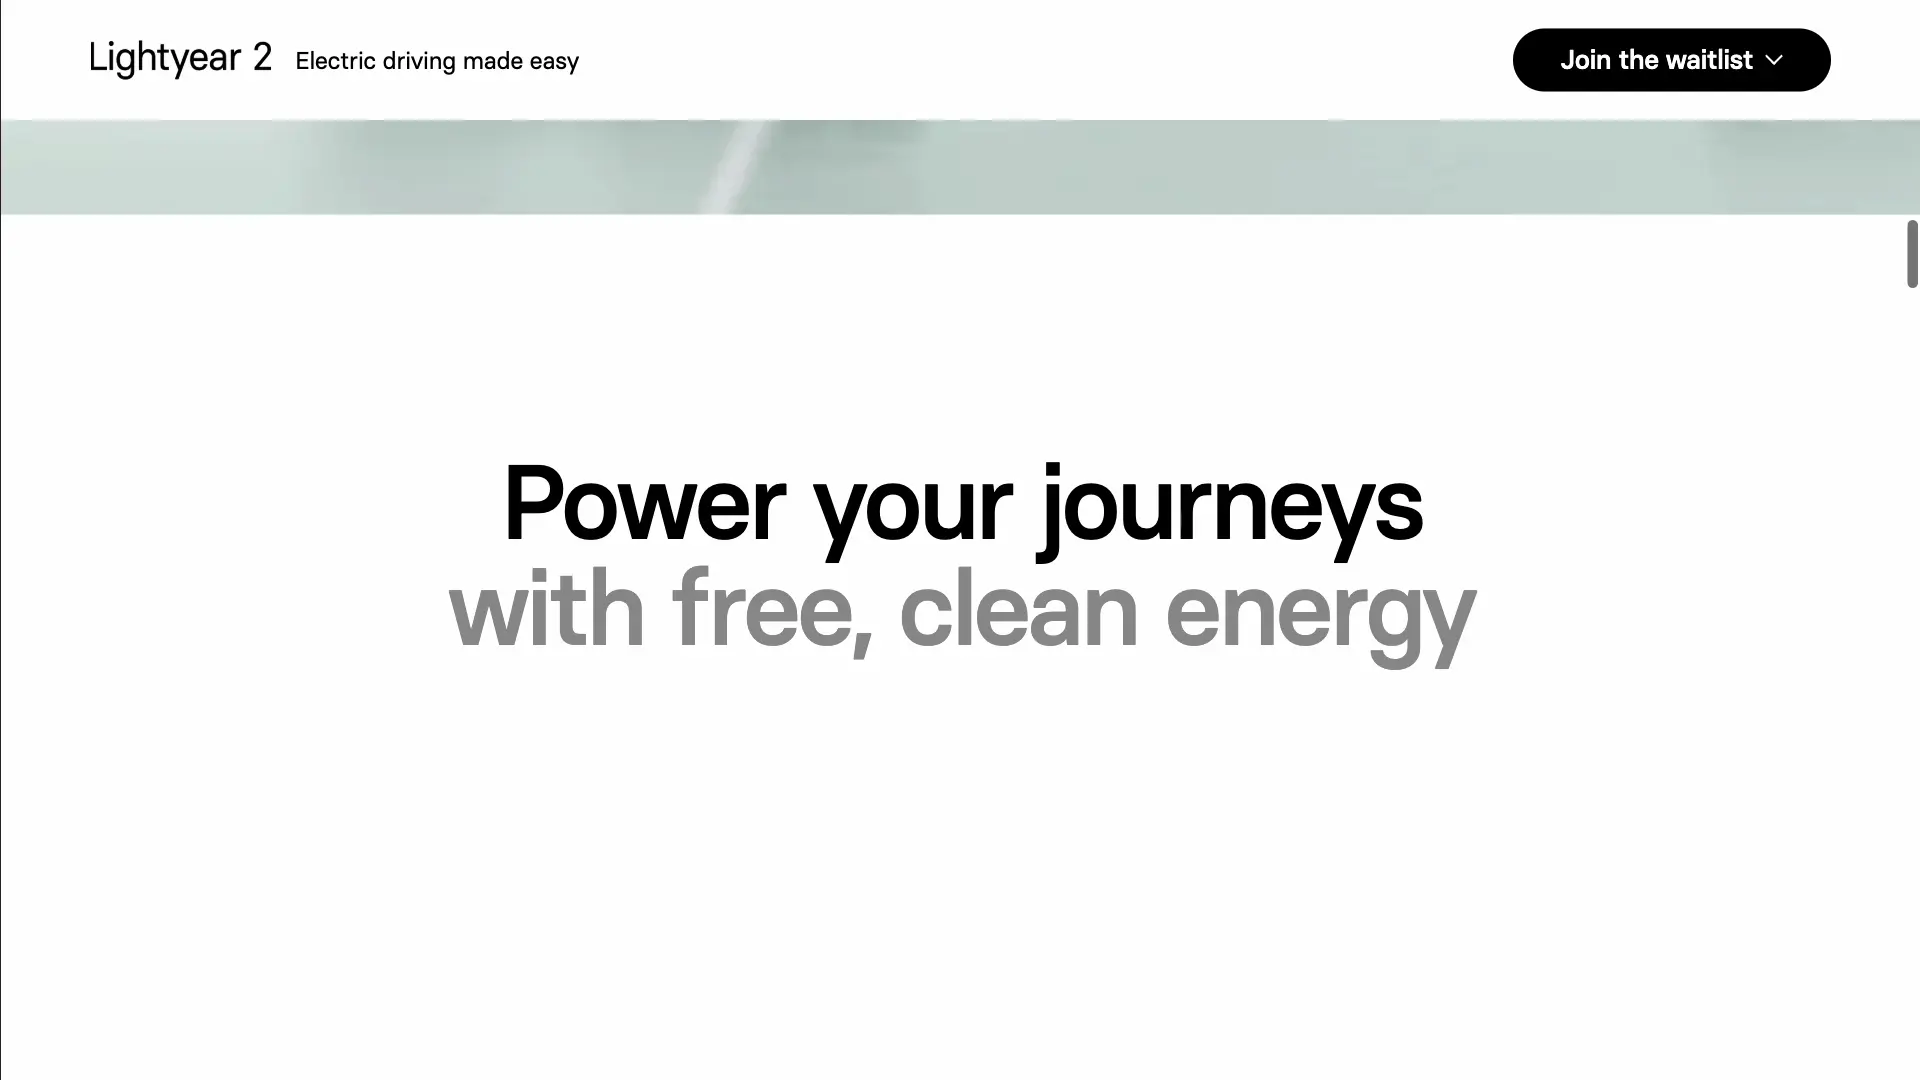 Lightyear 2 Electric driving made easy
Join the waitlist
Power your journeys
with free, clean energy